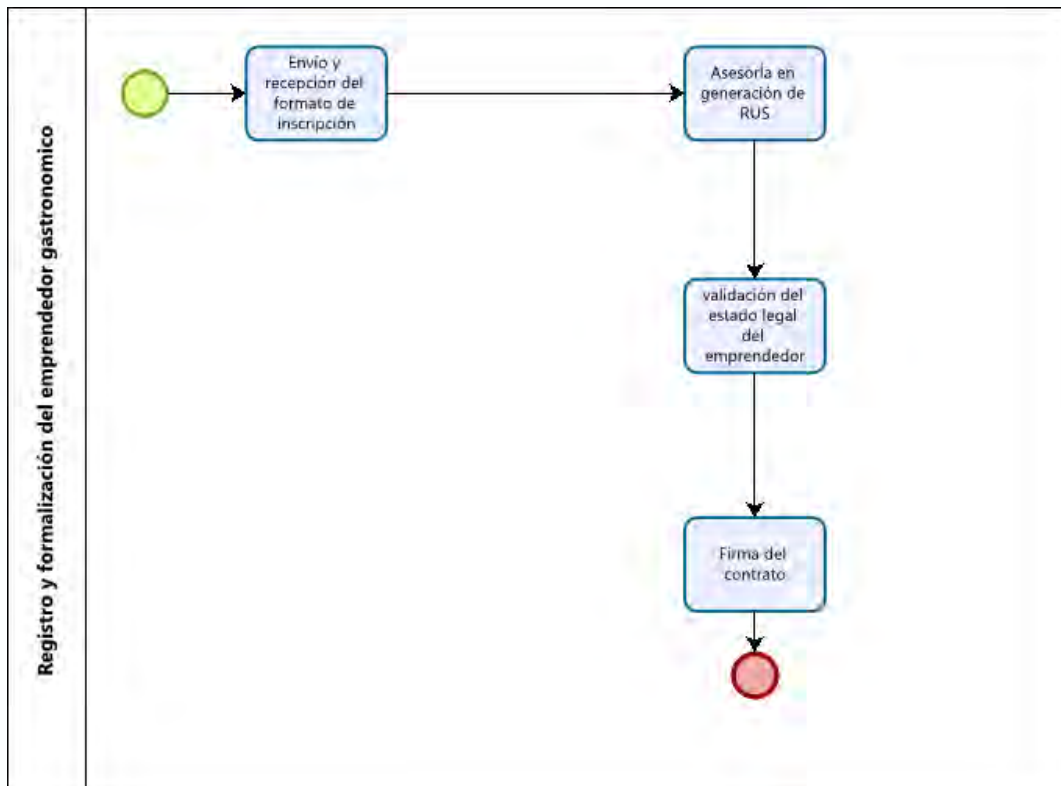 Registro y formalización del emprendedor gastronomico
Envío y
recepción del
formato de
inscripción
Asesoría en
generación de
RUS
validación del
estado legal
del
emprendedor
Firma del
contrato